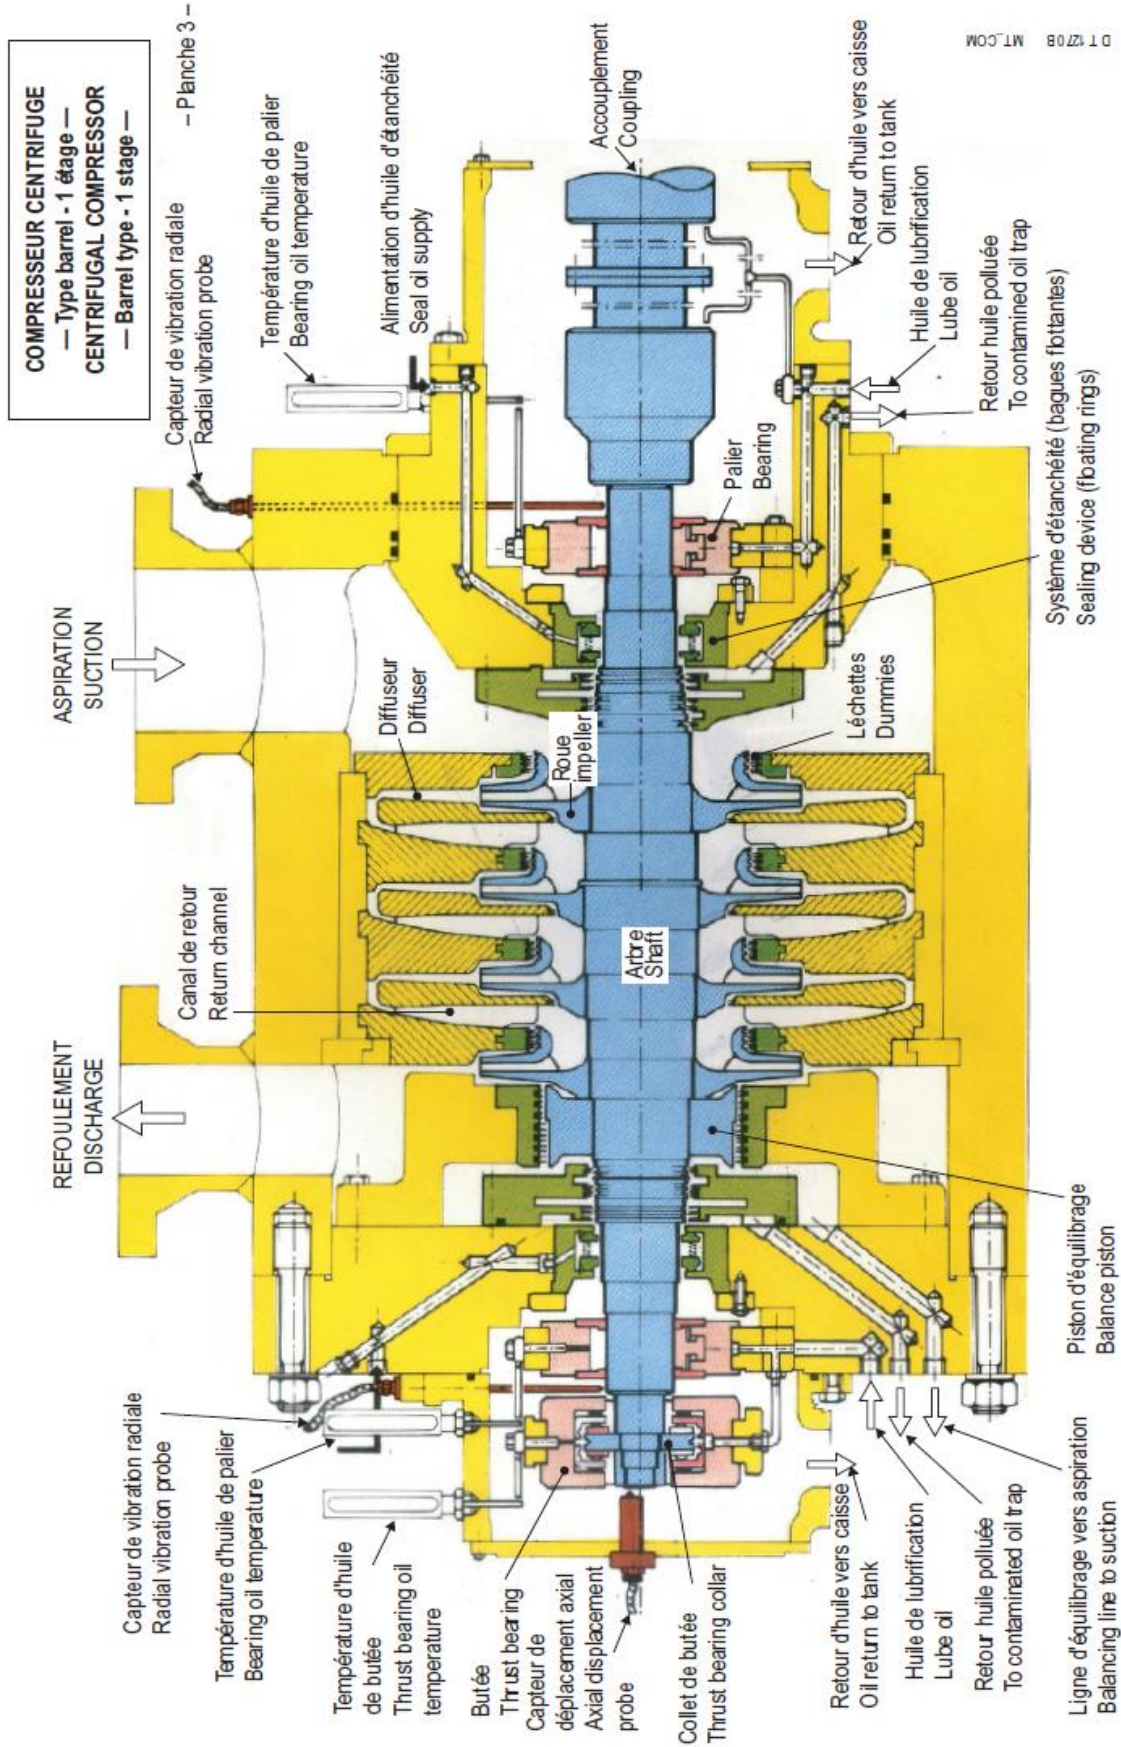 COMPRESSEUR CENTRIFUGE
— Type barrel - 1 étage —
CENTRIFUGAL COMPRESSOR
— Barrel type - 1 stage —
– Planche 3 –
D T 1270B MT_COM
REFOULEMENT
DISCHARGE
ASPIRATION
SUCTION
Capteur de vibration radiale
Radial vibration probe
Température d'huile de palier
Bearing oil temperature
Alimentation d'huile d'étanchéité
Seal oil supply
Accouplement
Coupling
Retour d'huile vers caisse
Oil return to tank
Huile de lubrification
Lube oil
Retour huile polluée
To contaminated oil trap
Système d'étanchéité (bagues flottantes)
Sealing device (floating rings)
Palier
Bearing
Diffuseur
Diffuser
Roue
impeller
Léchettes
Dummies
Canal de retour
Return channel
Arbre
Shaft
Piston d'équilibrage
Balance piston
Capteur de vibration radiale
Radial vibration probe
Température d'huile de palier
Bearing oil temperature
Température d'huile
de butée
Thrust bearing oil
temperature
Butée
Thrust bearing
Capteur de
déplacement axial
Axial displacement
probe
Collet de butée
Thrust bearing collar
Retour d'huile vers caisse
Oil return to tank
Huile de lubrification
Lube oil
Retour huile polluée
To contaminated oil trap
Ligne d'équilibrage vers aspiration
Balancing line to suction